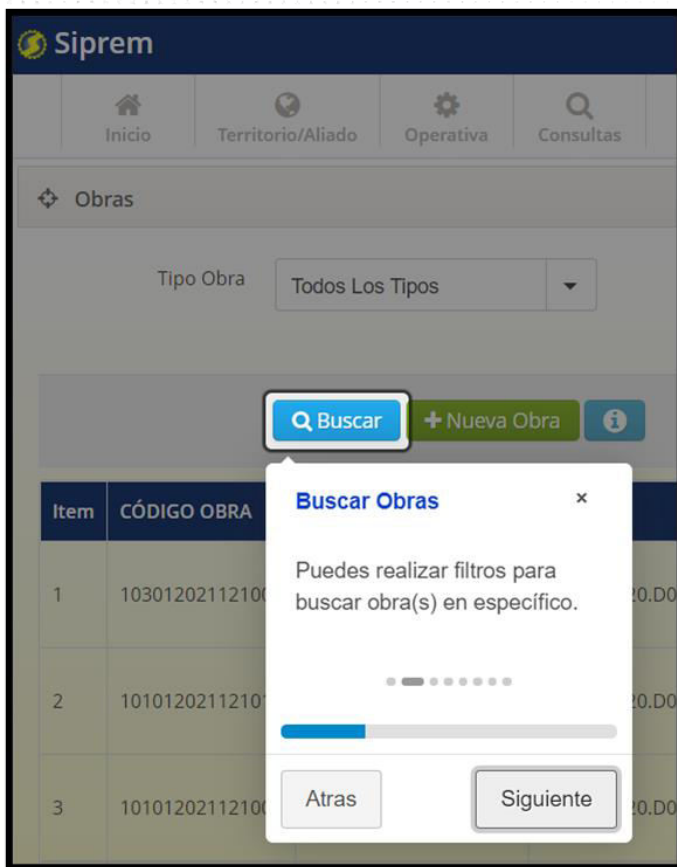 Siprem
Inicio
Territorio/Aliado
Operativa
Consultas
Obras
Tipo Obra
Todos Los Tipos
Buscar
Nueva Obra
Item
CÓDIGO OBRA
Buscar Obras
×
Puedes realizar filtros para
buscar obra(s) en específico.
1
2
3
Atras
Siguiente